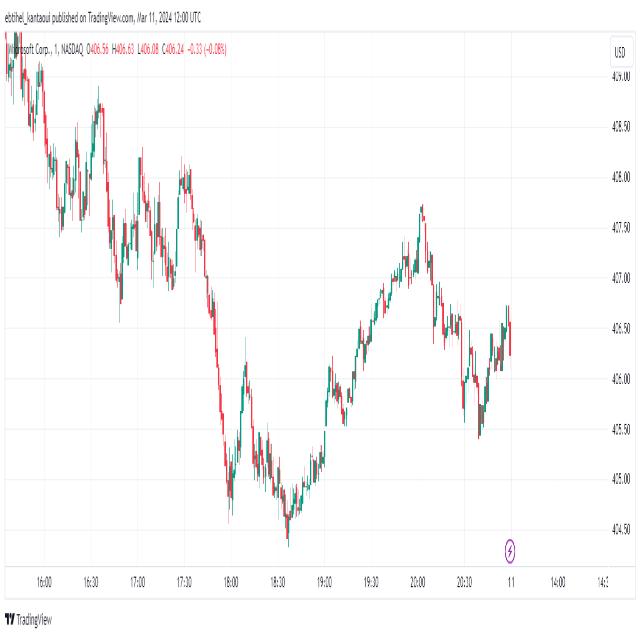 ebtihel_kantaoui published on TradingView.com, Mar 11, 2024 12:00 UTC
Microsoft Corp., 1, NASDAQ O406.56 H406.63 L406.08 C406.24 -0.33 (-0.08%)
USD
409.00
408.50
408.00
407.50
407.00
406.50
406.00
405.50
405.00
404.50
16:00 16:30 17:00 17:30 18:00 18:30 19:00 19:30 20:00 20:30 11 14:00
TradingView